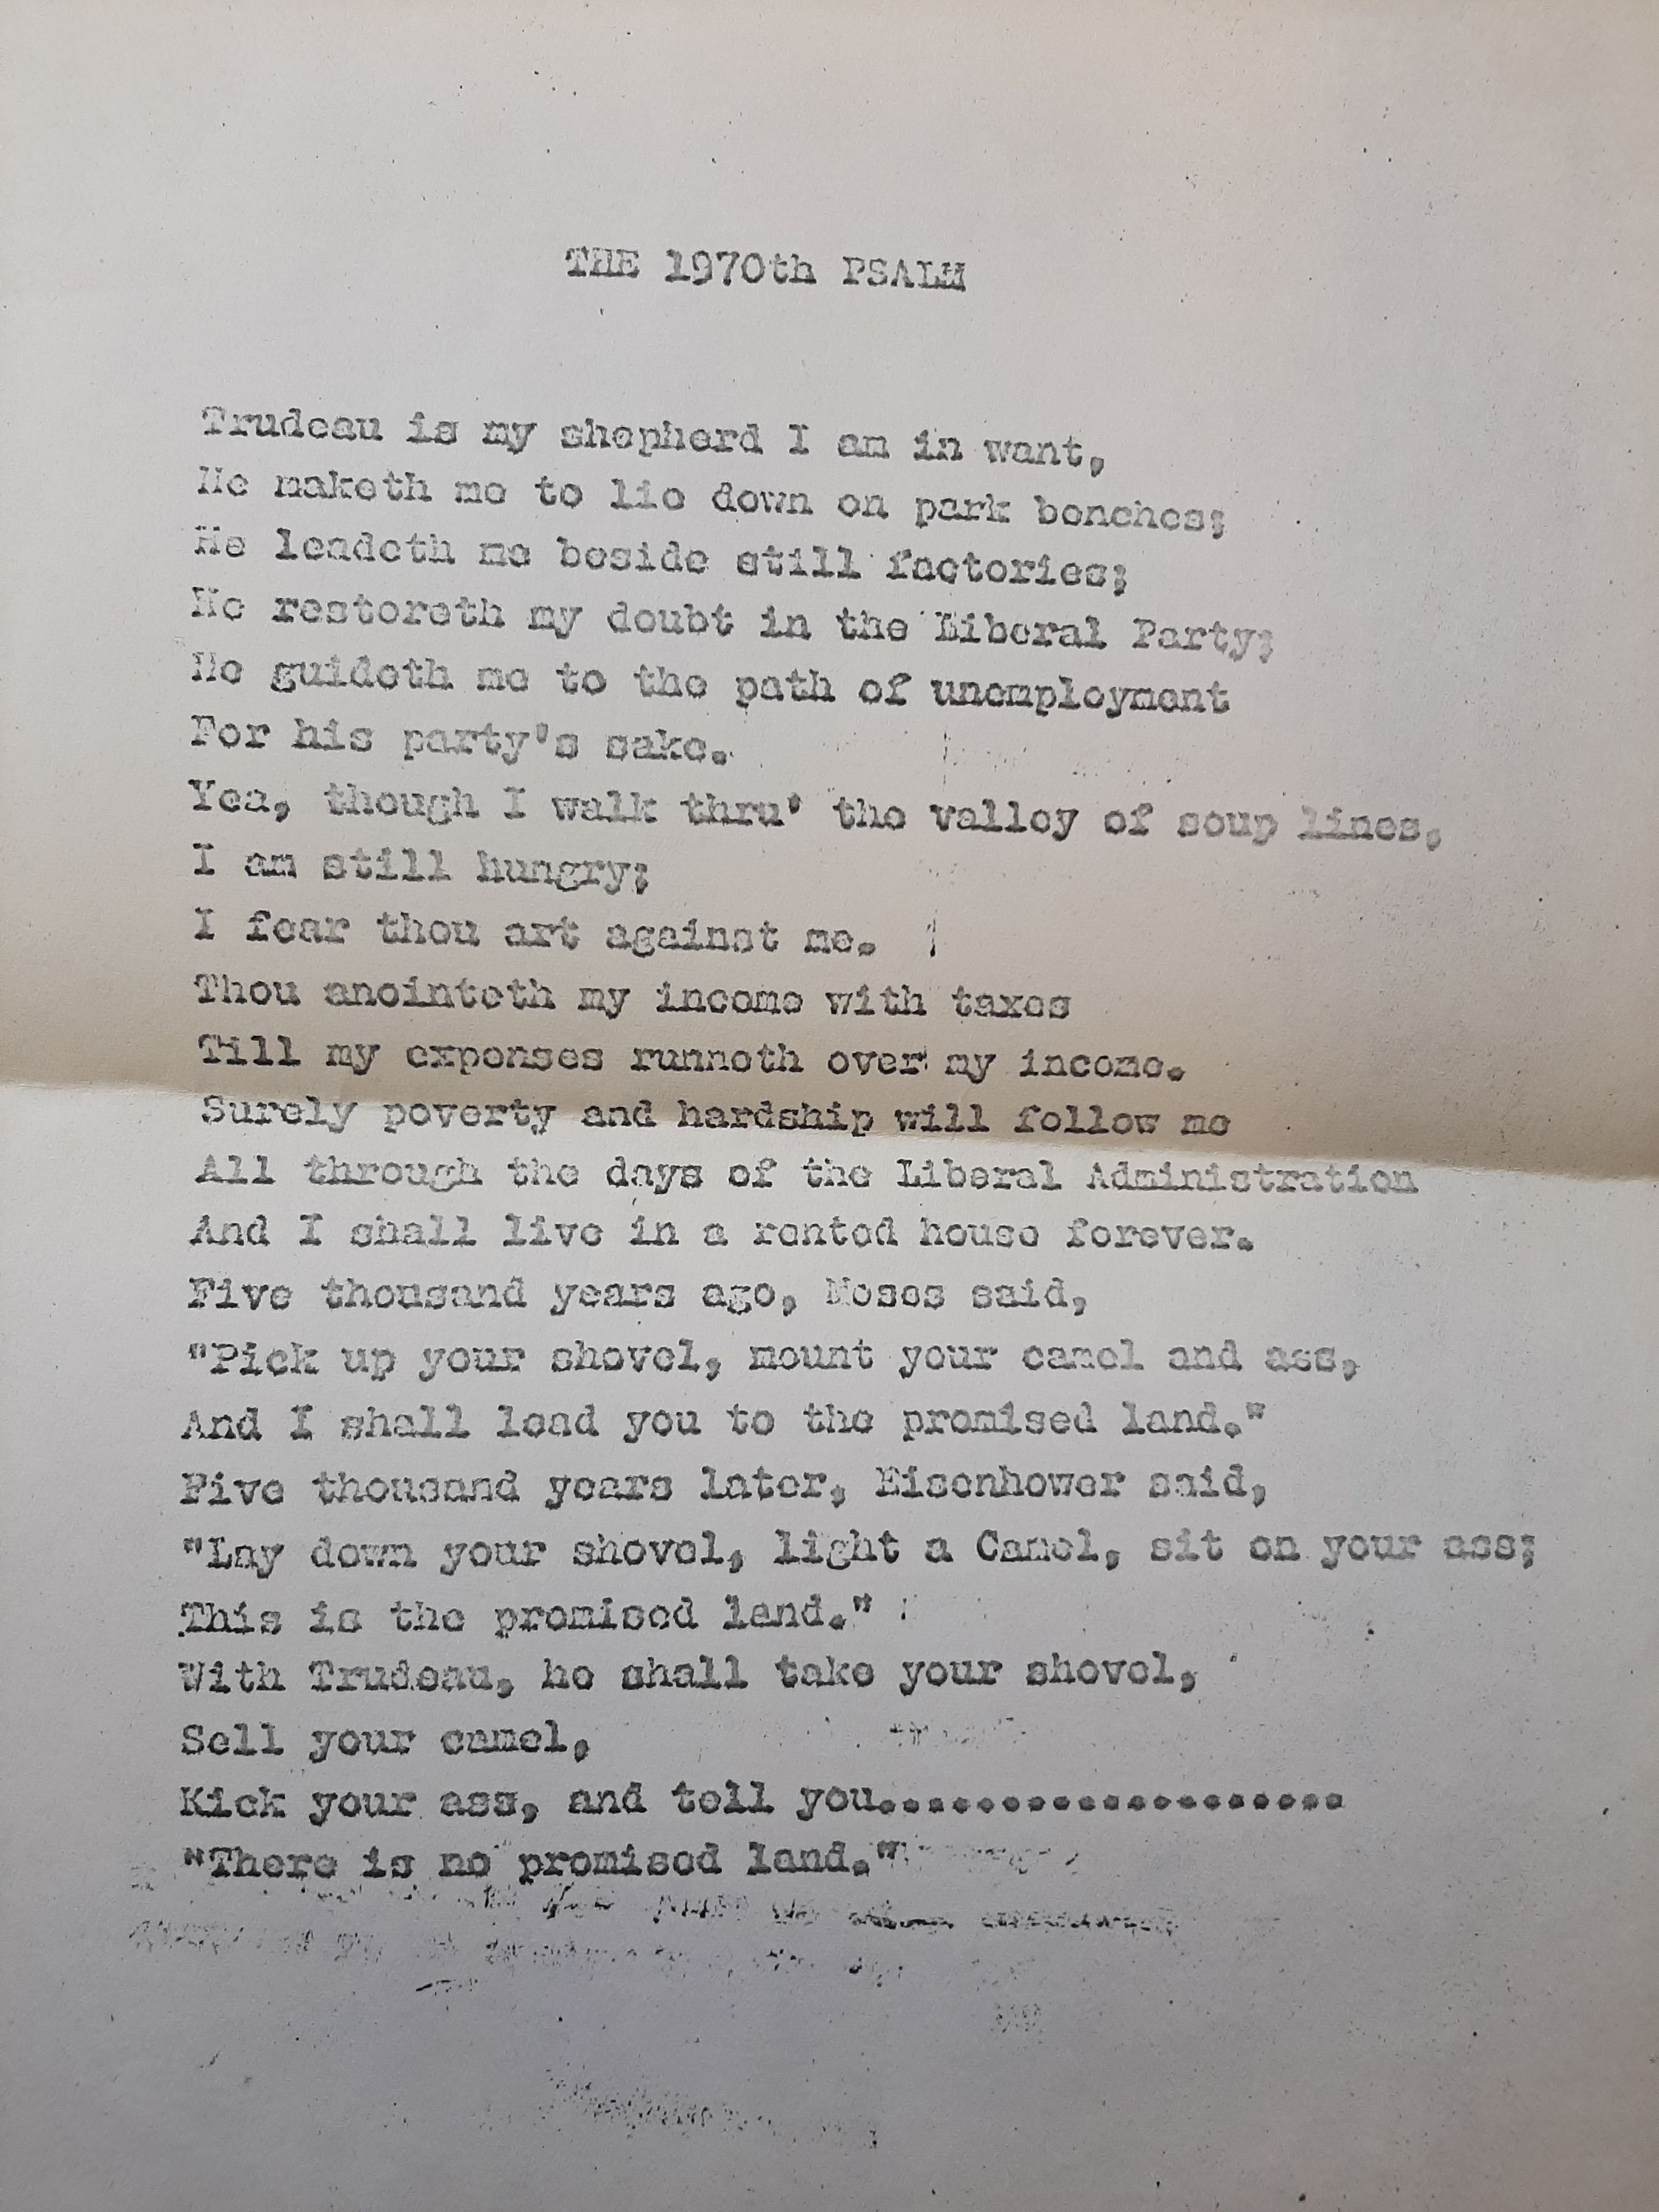 THE 1970th PSALM
Trudeau is my shepherd I am in want,
He maketh me to lie down on park benches;
He leadeth me beside still factories;
He restoreth my doubt in the Liberal Party;
He guideth me to the path of unemployment
For his party's sake.
Yea, though I walk thru' the valley of soup lines,
I am still hungry;
I fear thou art against me.
Thou anointeth my income with taxes
Till my expenses runneth over my income.
Surely poverty and hardship will follow me
All through the days of the Liberal Administration
And I shall live in a rented house forever.
Five thousand years ago, Moses said,
"Pick up your shovel, mount your camel and ass,
And I shall lead you to the promised land."
Five thousand years later, Eisenhower said,
"Lay down your shovel, light a Camel, sit on your ass;
This is the promised land."
With Trudeau, he shall take your shovel,
Sell your camel,
Kick your ass, and tell you...................
"There is no promised land."